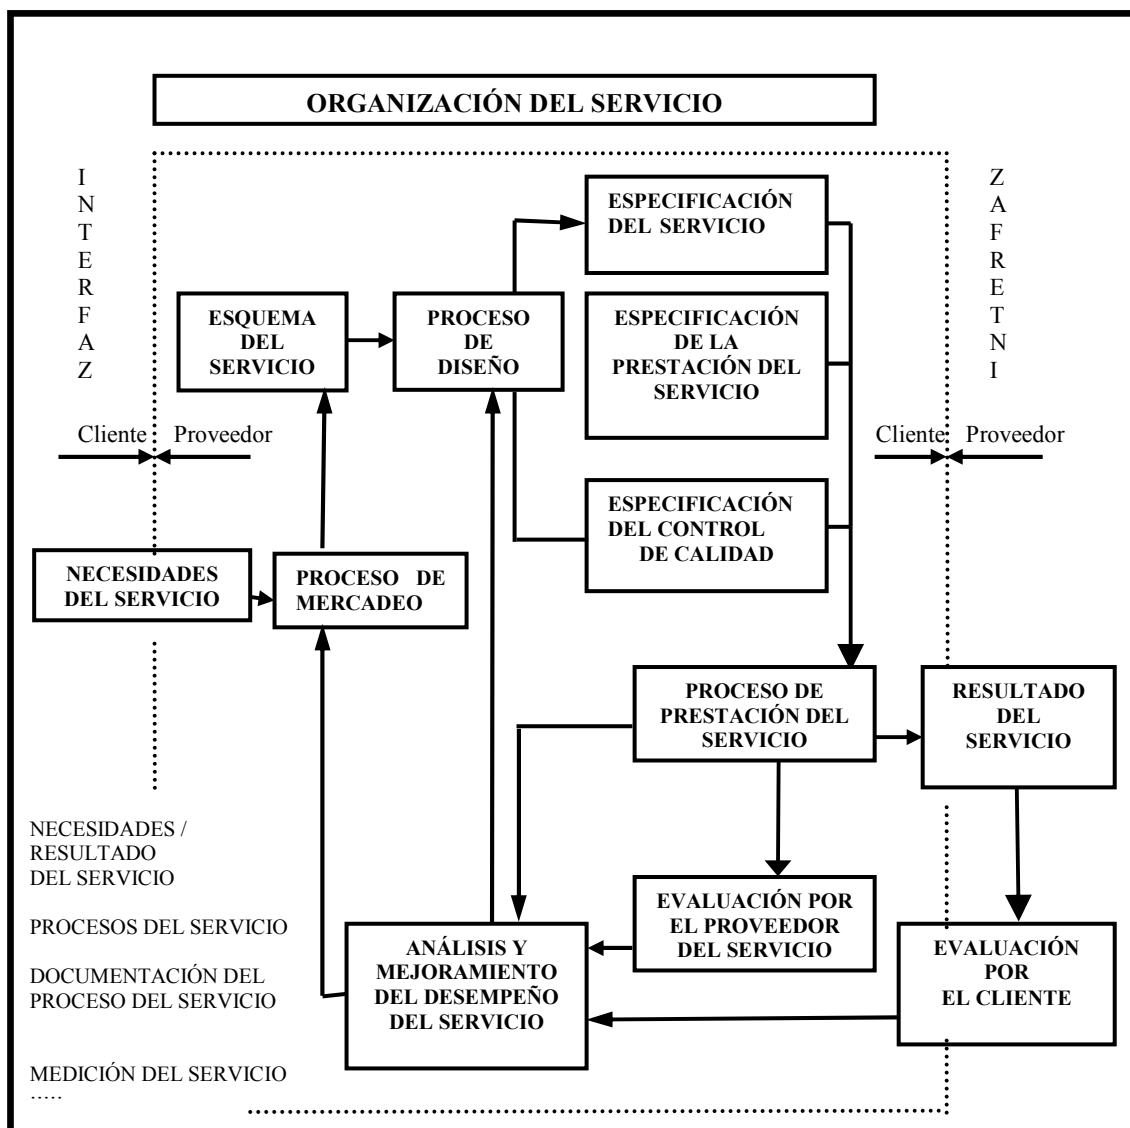 ORGANIZACIÓN DEL SERVICIO
I
N
T
E
R
F
A
Z
Z
A
F
R
E
T
N
I
ESPECIFICACIÓN
DEL SERVICIO
ESQUEMA
DEL
SERVICIO
PROCESO
DE
DISEÑO
ESPECIFICACIÓN
DE LA
PRESTACIÓN DEL
SERVICIO
Cliente
Proveedor
Cliente
Proveedor
ESPECIFICACIÓN
DEL CONTROL
DE CALIDAD
NECESIDADES
DEL SERVICIO
PROCESO DE
MERCADEO
PROCESO DE
PRESTACIÓN DEL
SERVICIO
RESULTADO
DEL
SERVICIO
NECESIDADES /
RESULTADO
DEL SERVICIO
PROCESOS DEL SERVICIO
DOCUMENTACIÓN DEL
PROCESO DEL SERVICIO
MEDICIÓN DEL SERVICIO
.....
EVALUACIÓN POR
EL PROVEEDOR
DEL SERVICIO
ANÁLISIS Y
MEJORAMIENTO
DEL DESEMPEÑO
DEL SERVICIO
EVALUACIÓN
POR
EL CLIENTE